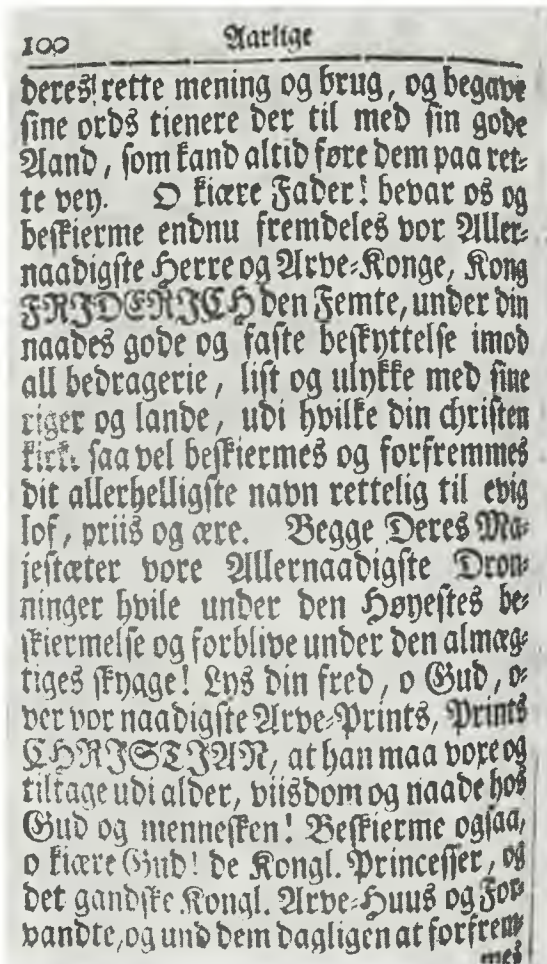 100 Aarlige
deres rette mening og brug, og begave
sine ords tienere der til med sin gode
Aand, som kand altid føre dem paa ret-
te vey. O kiære Fader! bevar os og
beskierme endnu fremdeles vor Aller-
naadigste Herre og Arve-Konge, Kong
FRIDERICH den Femte, under din
naades gode og faste beskyttelse imod
all bedragerie, list og ulykke med sine
riger og lande, udi hvilke din christen
kirke saa vel beskiermes og forfremmes
dit allerhelligste navn rettelig til evig
lof, priis og ære. Begge Deres Ma-
jestæter vore Allernaadigste Dron-
ninger hvile under den Høyestes be-
skiermelse og forblive under den almæg-
tiges skygge! Lys din fred, o Gud, o-
ver vor naadigste Arve-Prints, Prints
CHRISTIAN, at han maa voxe og
tiltage udi alder, viisdom og naade hos
Gud og mennesken! Beskierme ogsaa,
o kiære Gud! de Kongl. Princesser, og
det gandske Kongl. Arve-Huus og For-
vandte, og und dem dagligen at forfrem-
mes